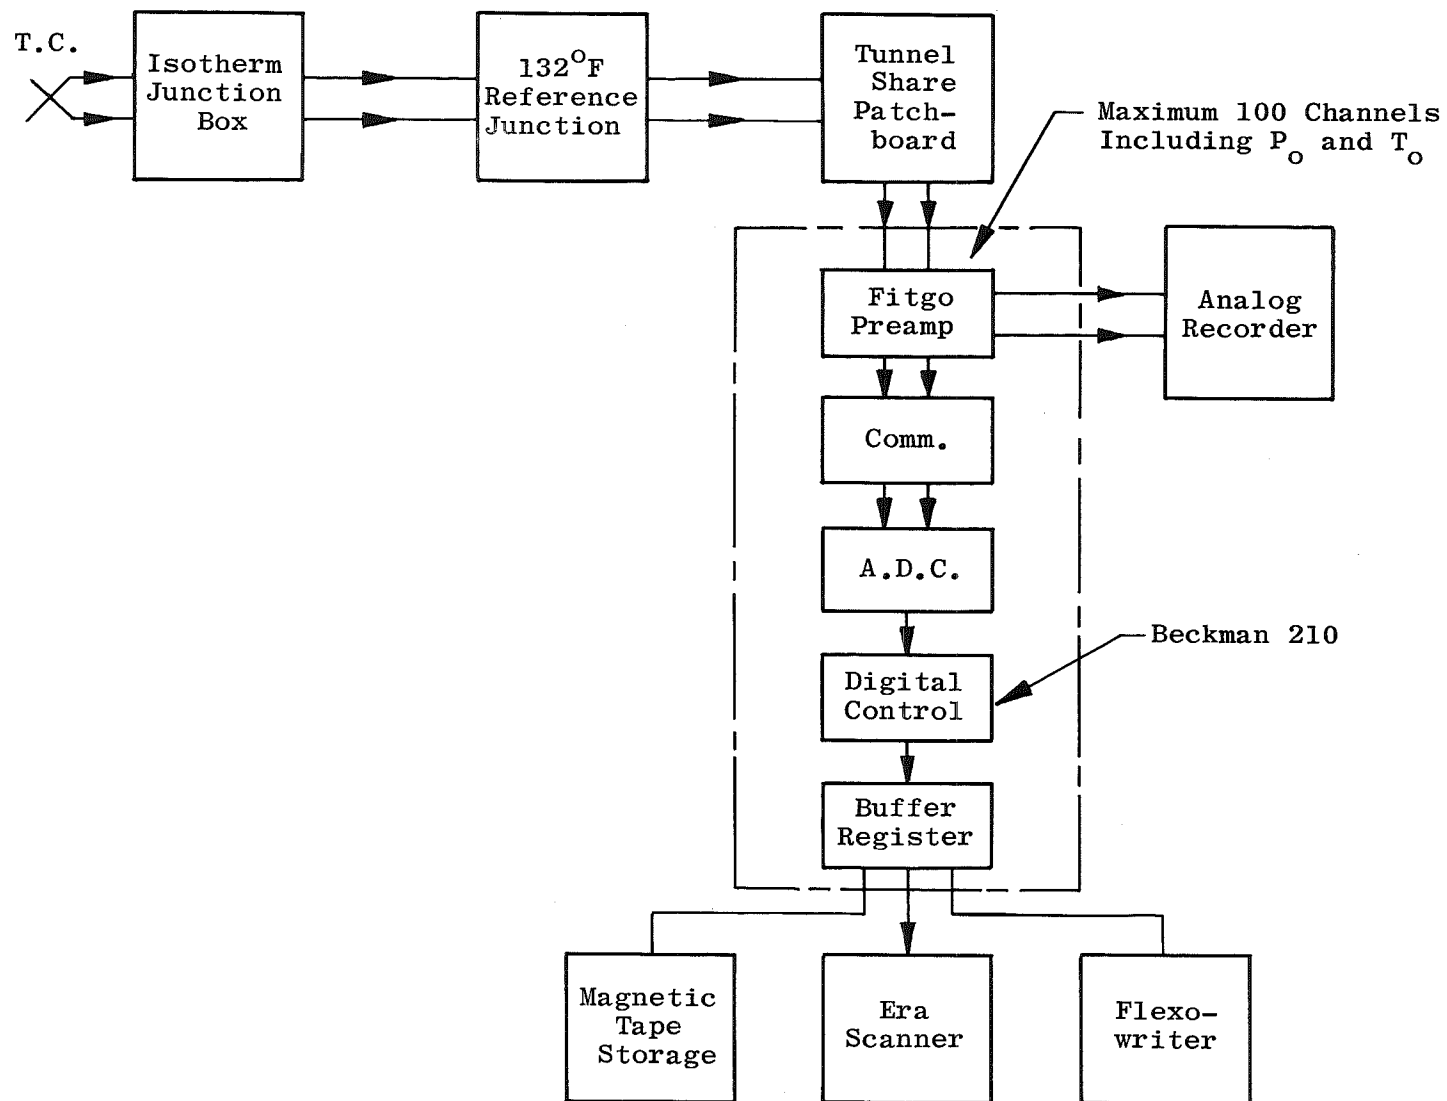 T.C.
Isotherm
Junction
Box
132°F
Reference
Junction
Tunnel
Share
Patch-
board
Maximum 100 Channels
Including Po and To
Fitgo
Preamp
Analog
Recorder
Comm.
A.D.C.
Beckman 210
Digital
Control
Buffer
Register
Magnetic
Tape
Storage
Era
Scanner
Flexo-
writer